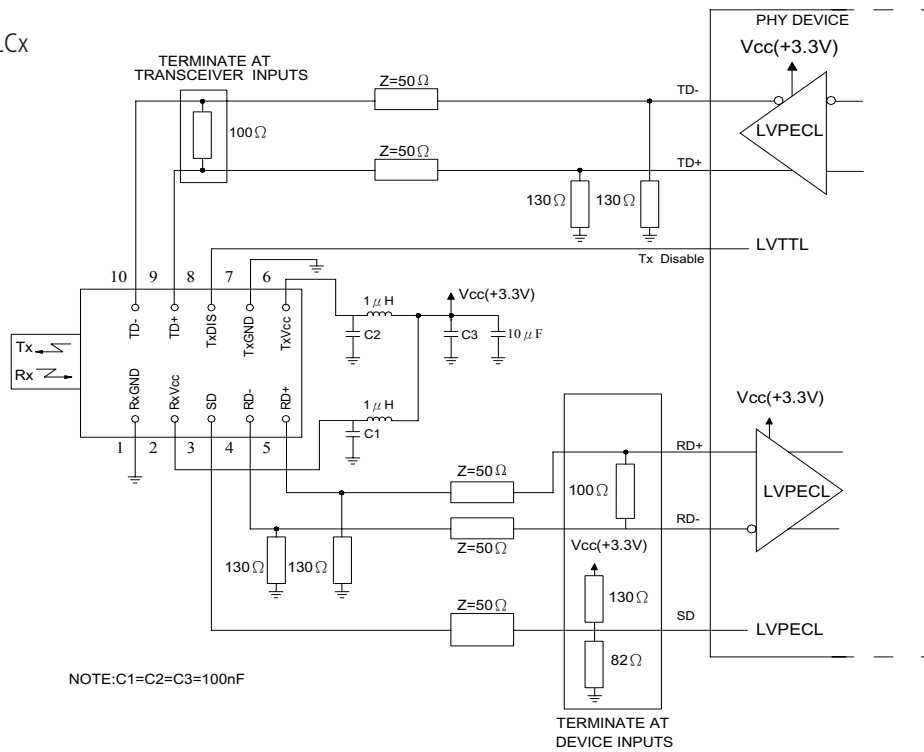 LCx
PHY DEVICE
Vcc(+3.3V)
TERMINATE AT
TRANSCEIVER INPUTS
Z=50Ω
TD-
LVPECL
100Ω
Z=50Ω
TD+
130Ω 130Ω
LVTTL
Tx Disable
10 9 8 7 6
TD- TD+ TxDIS TxGND TxVcc
1μH
Vcc(+3.3V)
C2 C3 10μF
Tx
Rx
RxGND RxVcc SD RD- RD+
1μH
C1
1 2 3 4 5
Vcc(+3.3V)
RD+
Z=50Ω
100Ω
LVPECL
RD-
Z=50Ω
Vcc(+3.3V)
130Ω 130Ω
130Ω
Z=50Ω
SD
LVPECL
82Ω
NOTE:C1=C2=C3=100nF
TERMINATE AT
DEVICE INPUTS